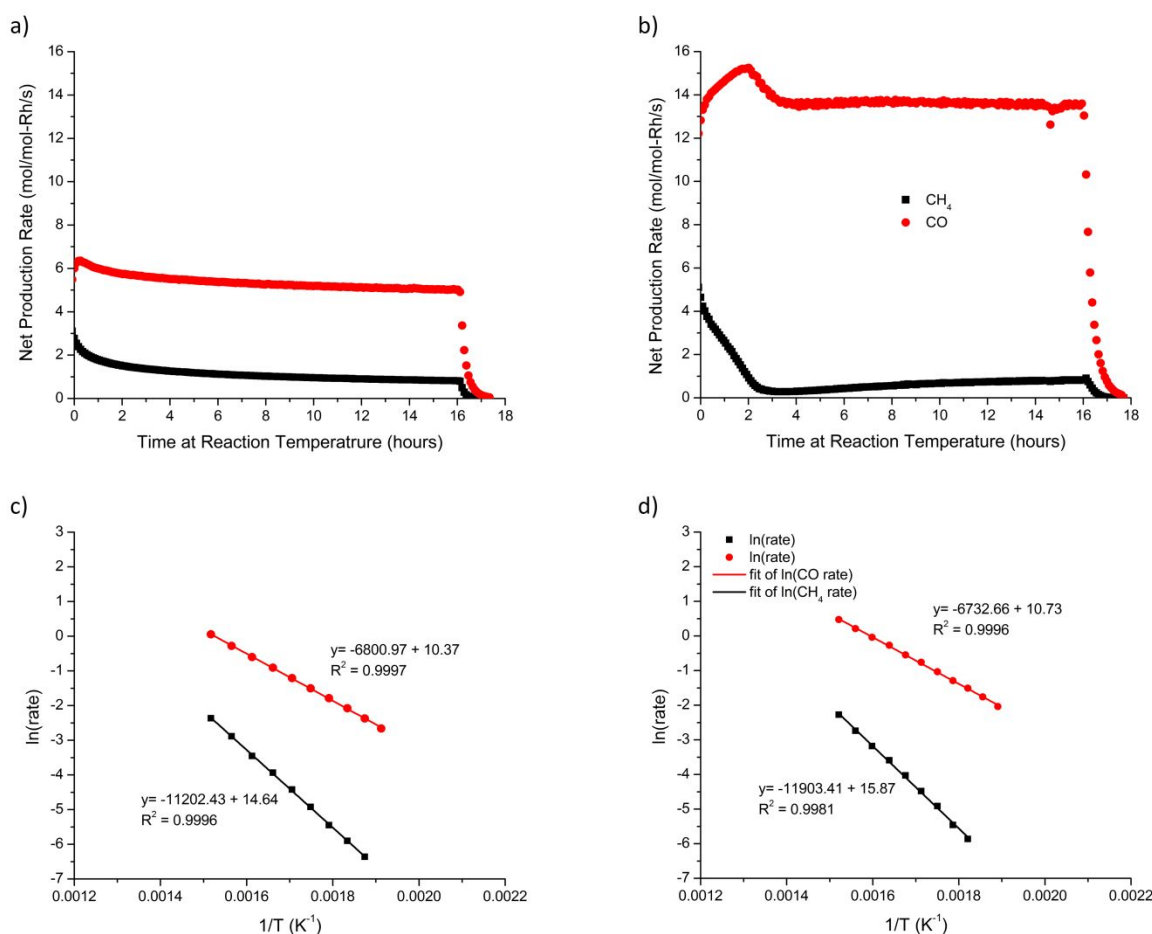 a)
16
14
12
10
8
6
4
2
0
Net Production Rate (mol/mol-Rh/s)
0 2 4 6 8 10 12 14 16 18
Time at Reaction Temperatrure (hours)
b)
16
14
12
10
8
6
4
2
0
Net Production Rate (mol/mol-Rh/s)
CH4
CO
0 2 4 6 8 10 12 14 16 18
Time at Reaction Temperature (hours)
c)
3
2
1
0
-1
-2
-3
-4
-5
-6
-7
ln(rate)
y= -6800.97 + 10.37
R2 = 0.9997
y= -11202.43 + 14.64
R2 = 0.9996
0.0012 0.0014 0.0016 0.0018 0.0020 0.0022
1/T (K-1)
d)
3
2
1
0
-1
-2
-3
-4
-5
-6
-7
ln(rate)
ln(rate)
ln(rate)
fit of ln(CO rate)
fit of ln(CH4 rate)
y= -6732.66 + 10.73
R2 = 0.9996
y= -11903.41 + 15.87
R2 = 0.9981
0.0012 0.0014 0.0016 0.0018 0.0020 0.0022
1/T (K-1)